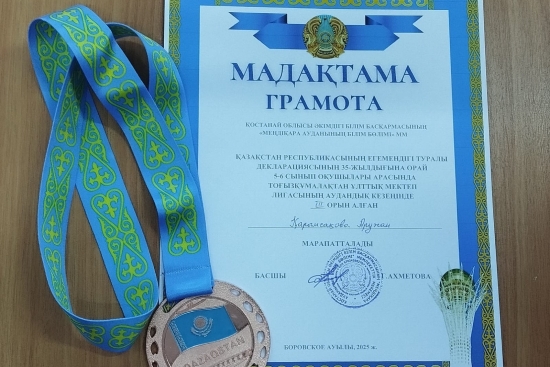 МАДАҚТАМА
ГРАМОТА
ҚОСТАНАЙ ОБЛЫСЫ ӘКІМДІГІ БІЛІМ БАСҚАРМАСЫНЫҢ
«МЕҢДІҚАРА АУДАНЫНЫҢ БІЛІМ БӨЛІМІ» ММ
ҚАЗАҚСТАН РЕСПУБЛИКАСЫНЫҢ ЕГЕМЕНДІГІ ТУРАЛЫ
ДЕКЛАРАЦИЯСЫНЫҢ 35-ЖЫЛДЫҒЫНА ОРАЙ
5-6 СЫНЫП ОҚУШЫЛАРЫ АРАСЫНДА
ТОҒЫЗҚҰМАЛАҚТАН ҰЛТТЫҚ МЕКТЕП
ЛИГАСЫНЫҢ АУДАНДЫҚ КЕЗЕҢІНДЕ
III ОРЫН АЛҒАН
МАРАПАТТАЛАДЫ
БАСШЫ Г.АХМЕТОВА
БОРОВСКОЕ АУЫЛЫ, 2025 ж.
QAZAQSTAN